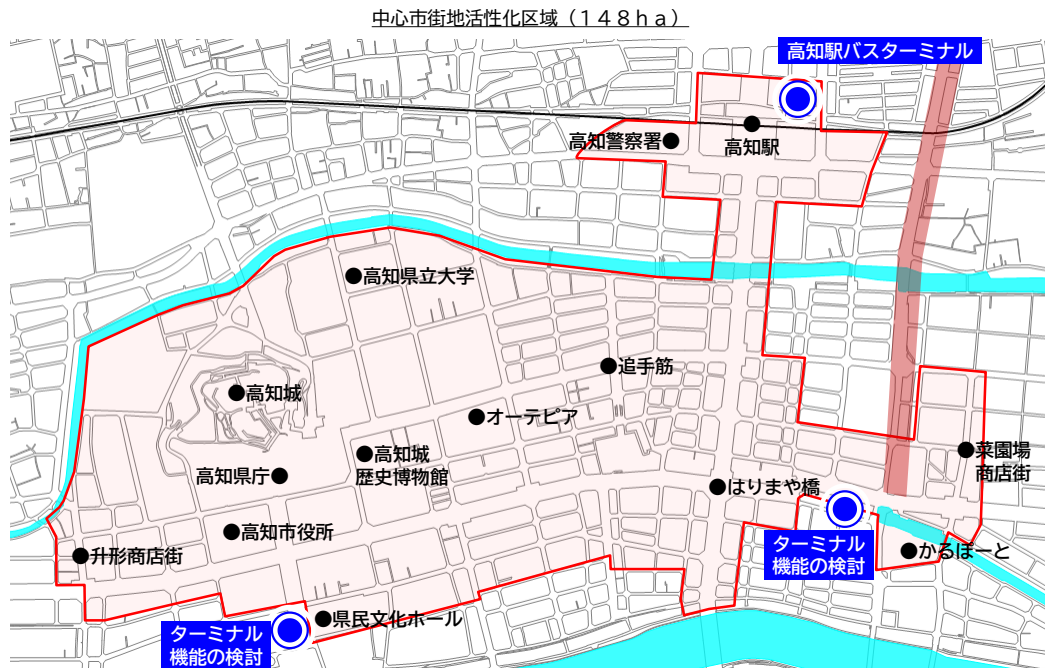 中心市街地活性化区域（１４８ｈａ）
高知駅バスターミナル
高知警察署
高知駅
高知県立大学
追手筋
高知城
オーテピア
高知城
歴史博物館
菜園場
商店街
高知県庁
はりまや橋
高知市役所
ターミナル
機能の検討
かるぽーと
升形商店街
県民文化ホール
ターミナル
機能の検討